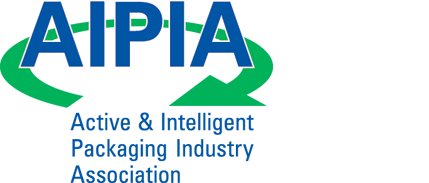 AIPIA
Active & Intelligent
Packaging Industry
Association